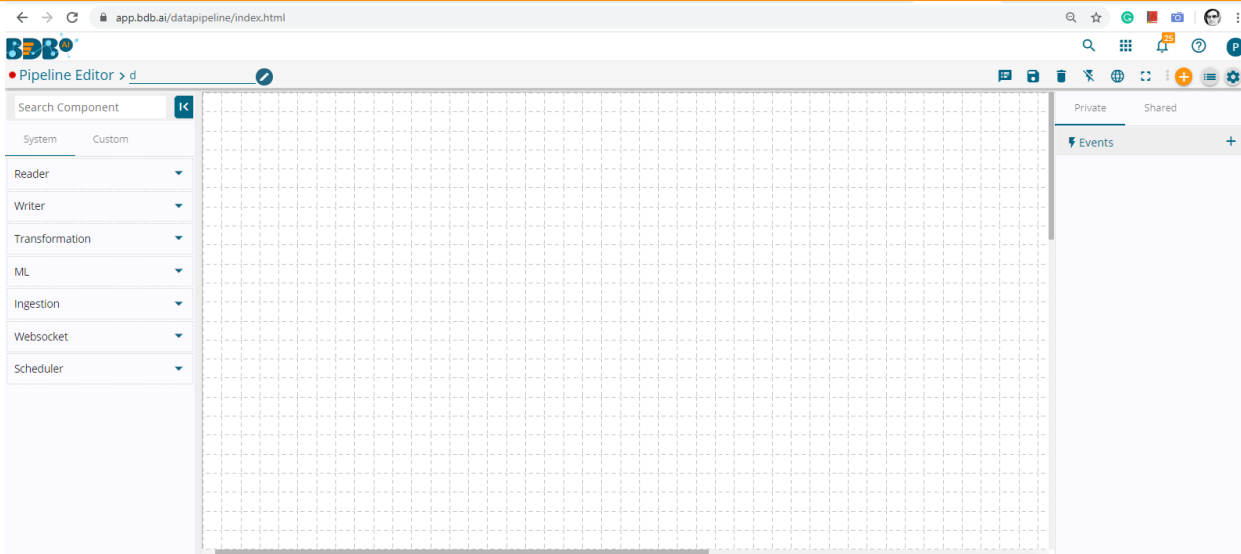 app.bdb.ai/datapipeline/index.html
BDB AI
25
P
Pipeline Editor > d
Search Component
System Custom
Reader
Writer
Transformation
ML
Ingestion
Websocket
Scheduler
Private Shared
Events +